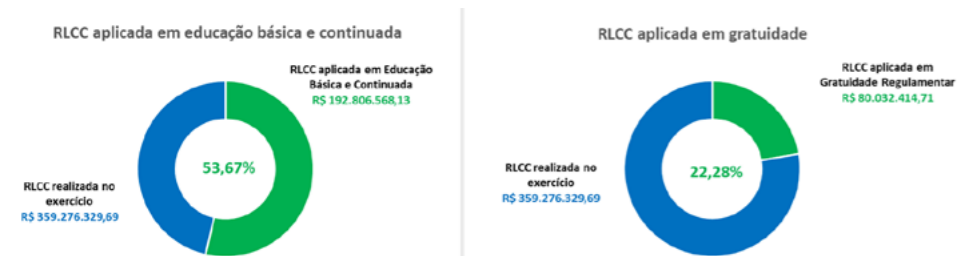 RLCC aplicada em educação básica e continuada
RLCC aplicada em Educação
Básica e Continuada
R$ 192.806.568,13
53,67%
RLCC realizada no
exercício
R$ 359.276.329,69
RLCC aplicada em gratuidade
RLCC aplicada em
Gratuidade Regulamentar
R$ 80.032.414,71
22,28%
RLCC realizada no
exercício
R$ 359.276.329,69